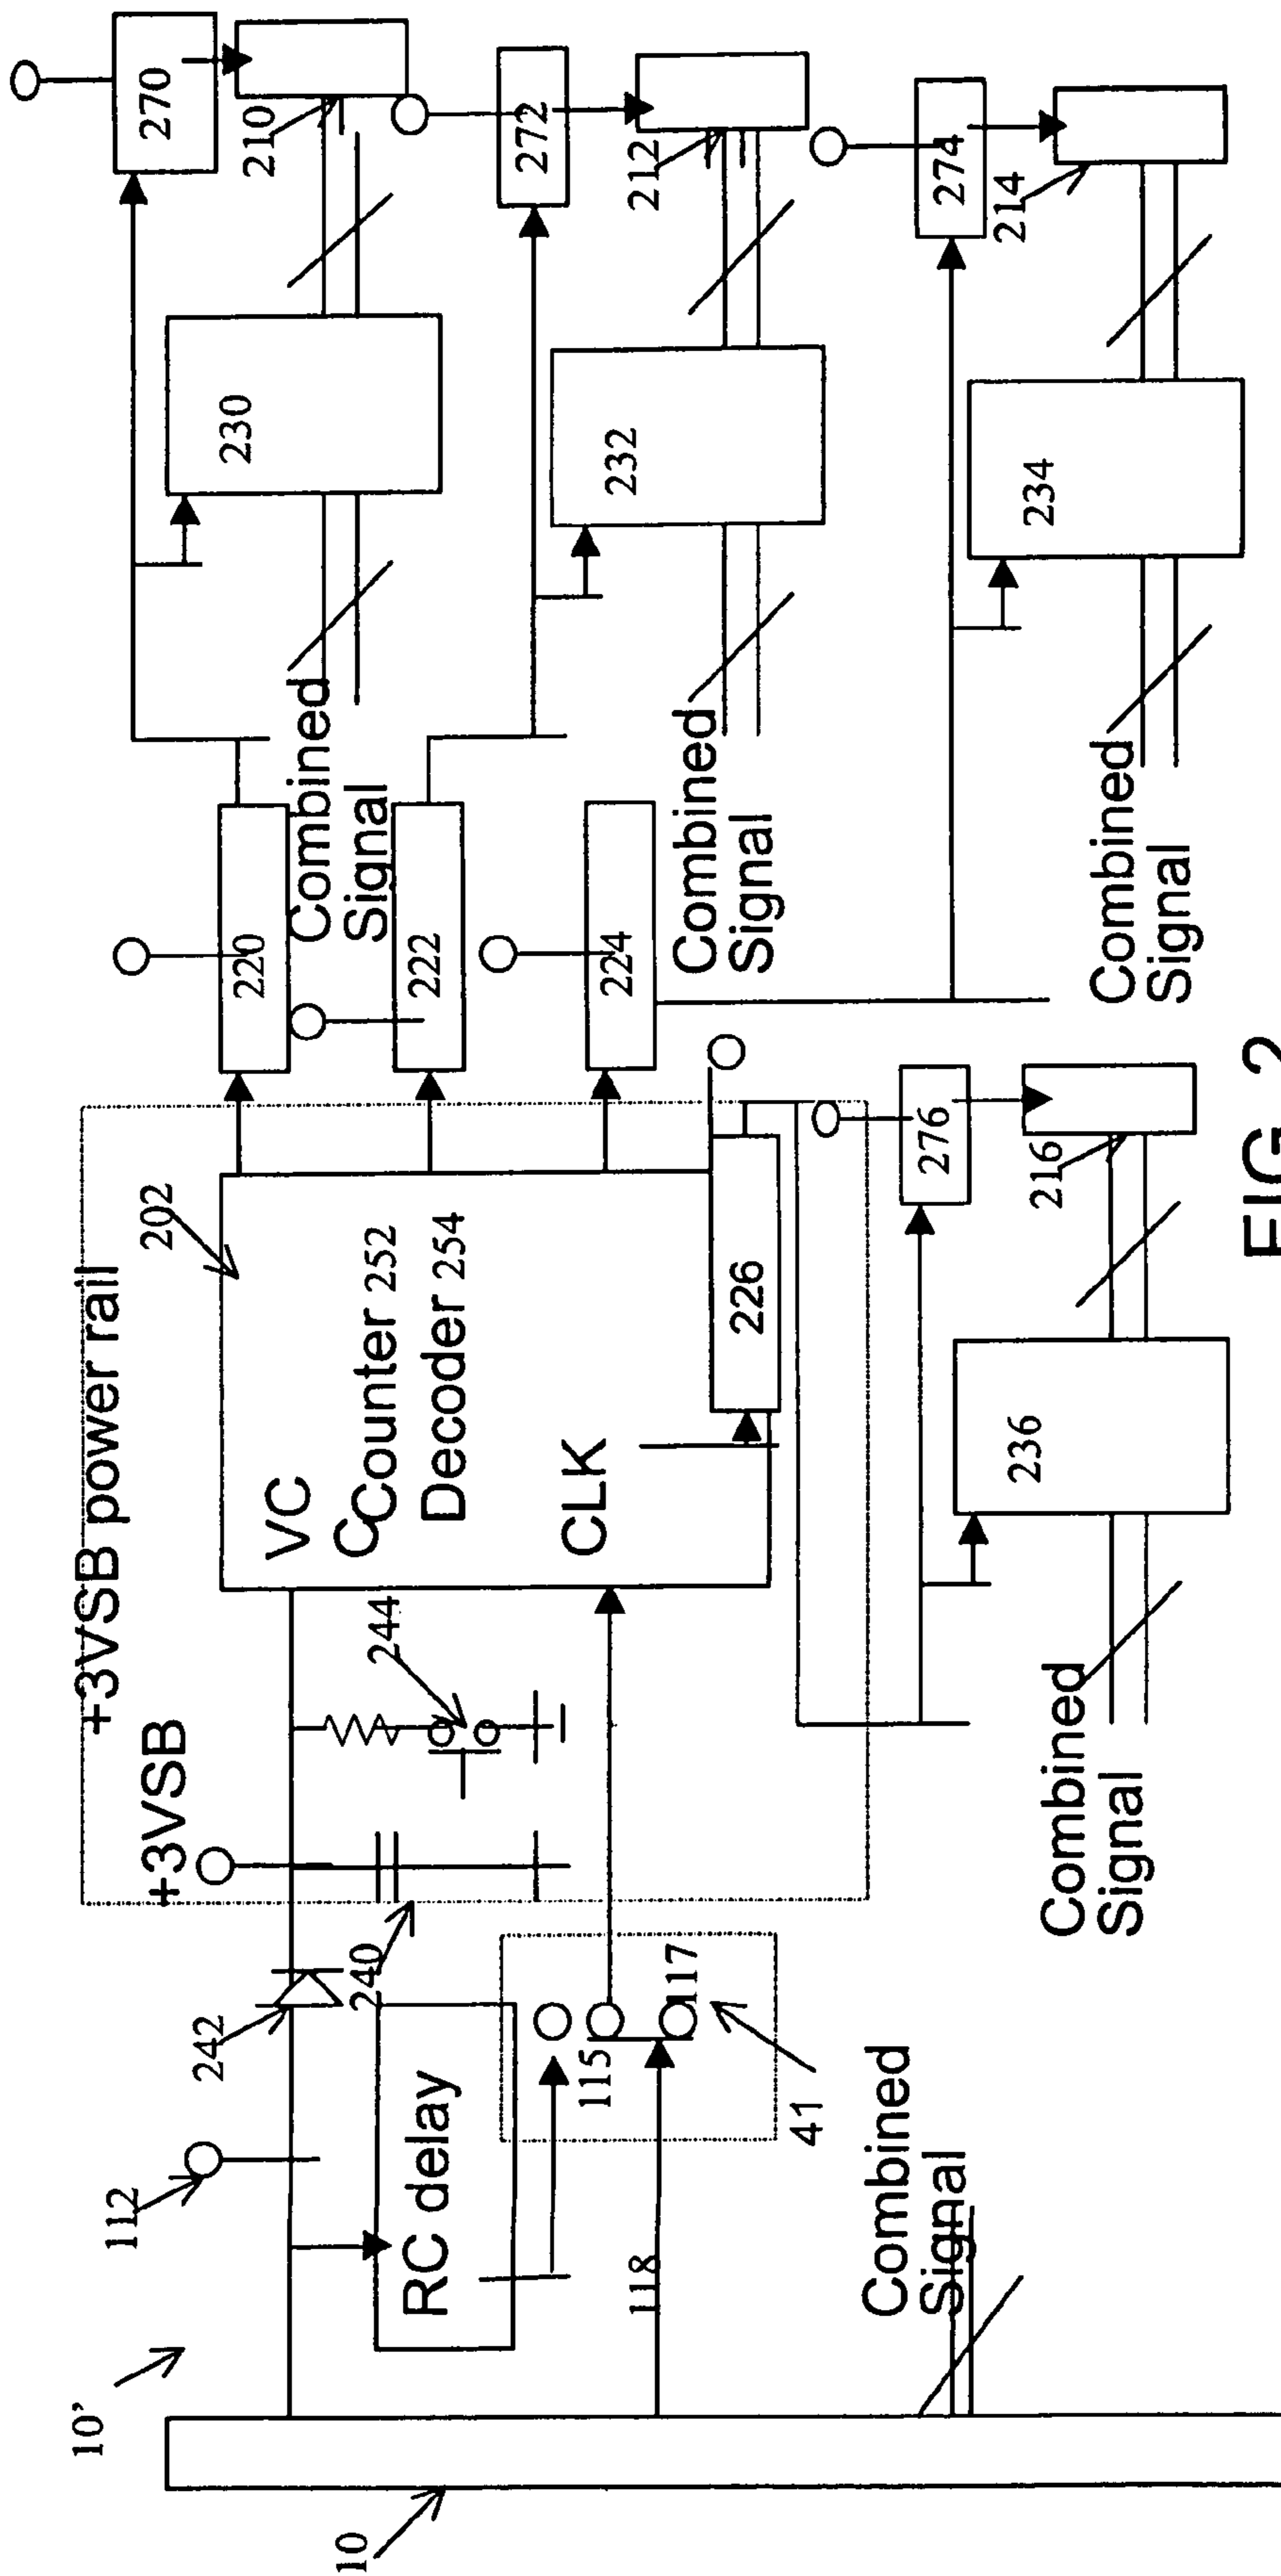 10'
10
112
242
+3VSB
+3VSB power rail
202
RC delay
240
244
VC
C
Counter 252
Decoder 254
CLK
226
118
115
117
41
Combined
Signal
220
222
224
270
210
230
Combined
Signal
272
212
232
Combined
Signal
274
214
234
Combined
Signal
276
216
236
Combined
Signal
FIG. 2